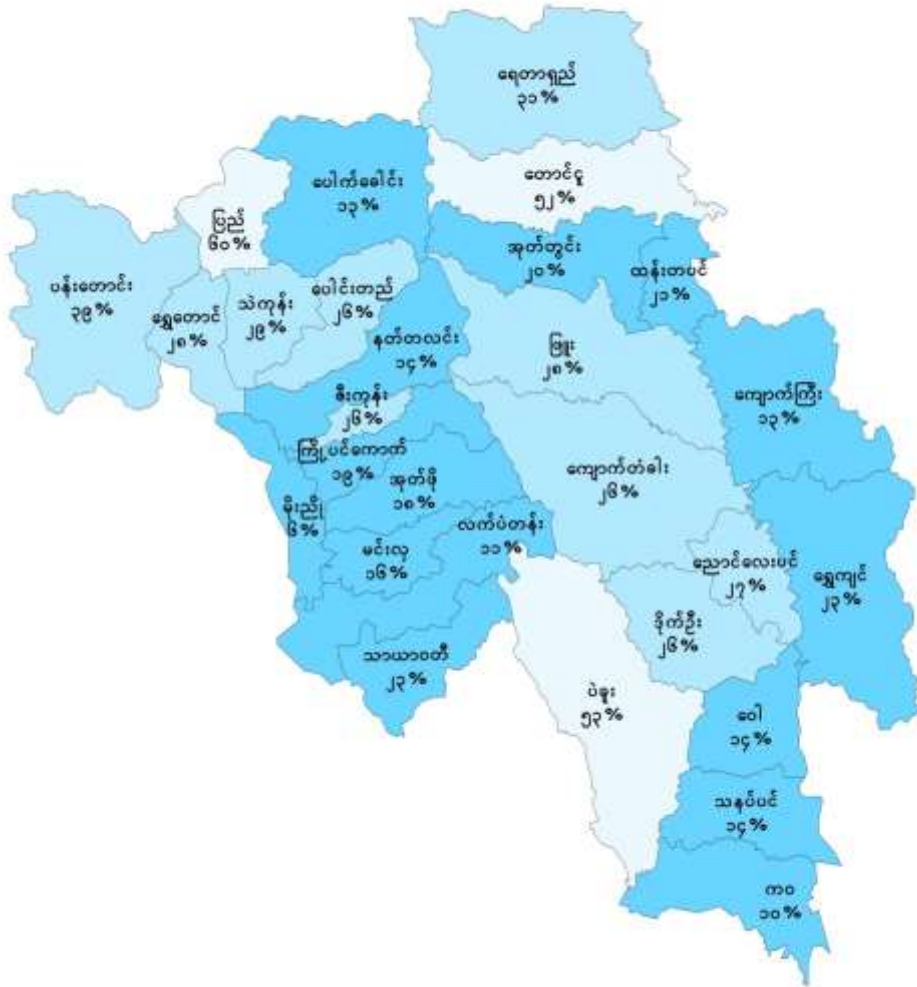 ရေတာရှည်
၃၁%
တောင်ငူ
၅၂%
ပေါက်ခေါင်း
၁၃%
ပြည်
၆၀%
အုတ်တွင်း
၂၀%
ထန်းတပင်
၂၁%
ပန်းတောင်း
၃၉%
ရွှေတောင်
၂၈%
သဲကုန်း
၂၉%
ပေါင်းတည်
၂၆%
နတ်တလင်း
၁၄%
ဖြူး
၂၈%
ကျောက်ကြီး
၁၃%
ဇီးကုန်း
၂၆%
ကြို့ပင်ကောက်
၁၉%
အုတ်ဖို
၁၈%
ကျောက်တံခါး
၂၆%
မိုးညို
၆%
မင်းလှ
၁၆%
လက်ပံတန်း
၁၁%
ညောင်လေးပင်
၂၇%
ရွှေကျင်
၂၃%
ဒိုက်ဦး
၂၆%
သာယာဝတီ
၂၃%
ပဲခူး
၅၃%
ဝေါ
၁၄%
သနပ်ပင်
၁၄%
ကဝ
၁၀%